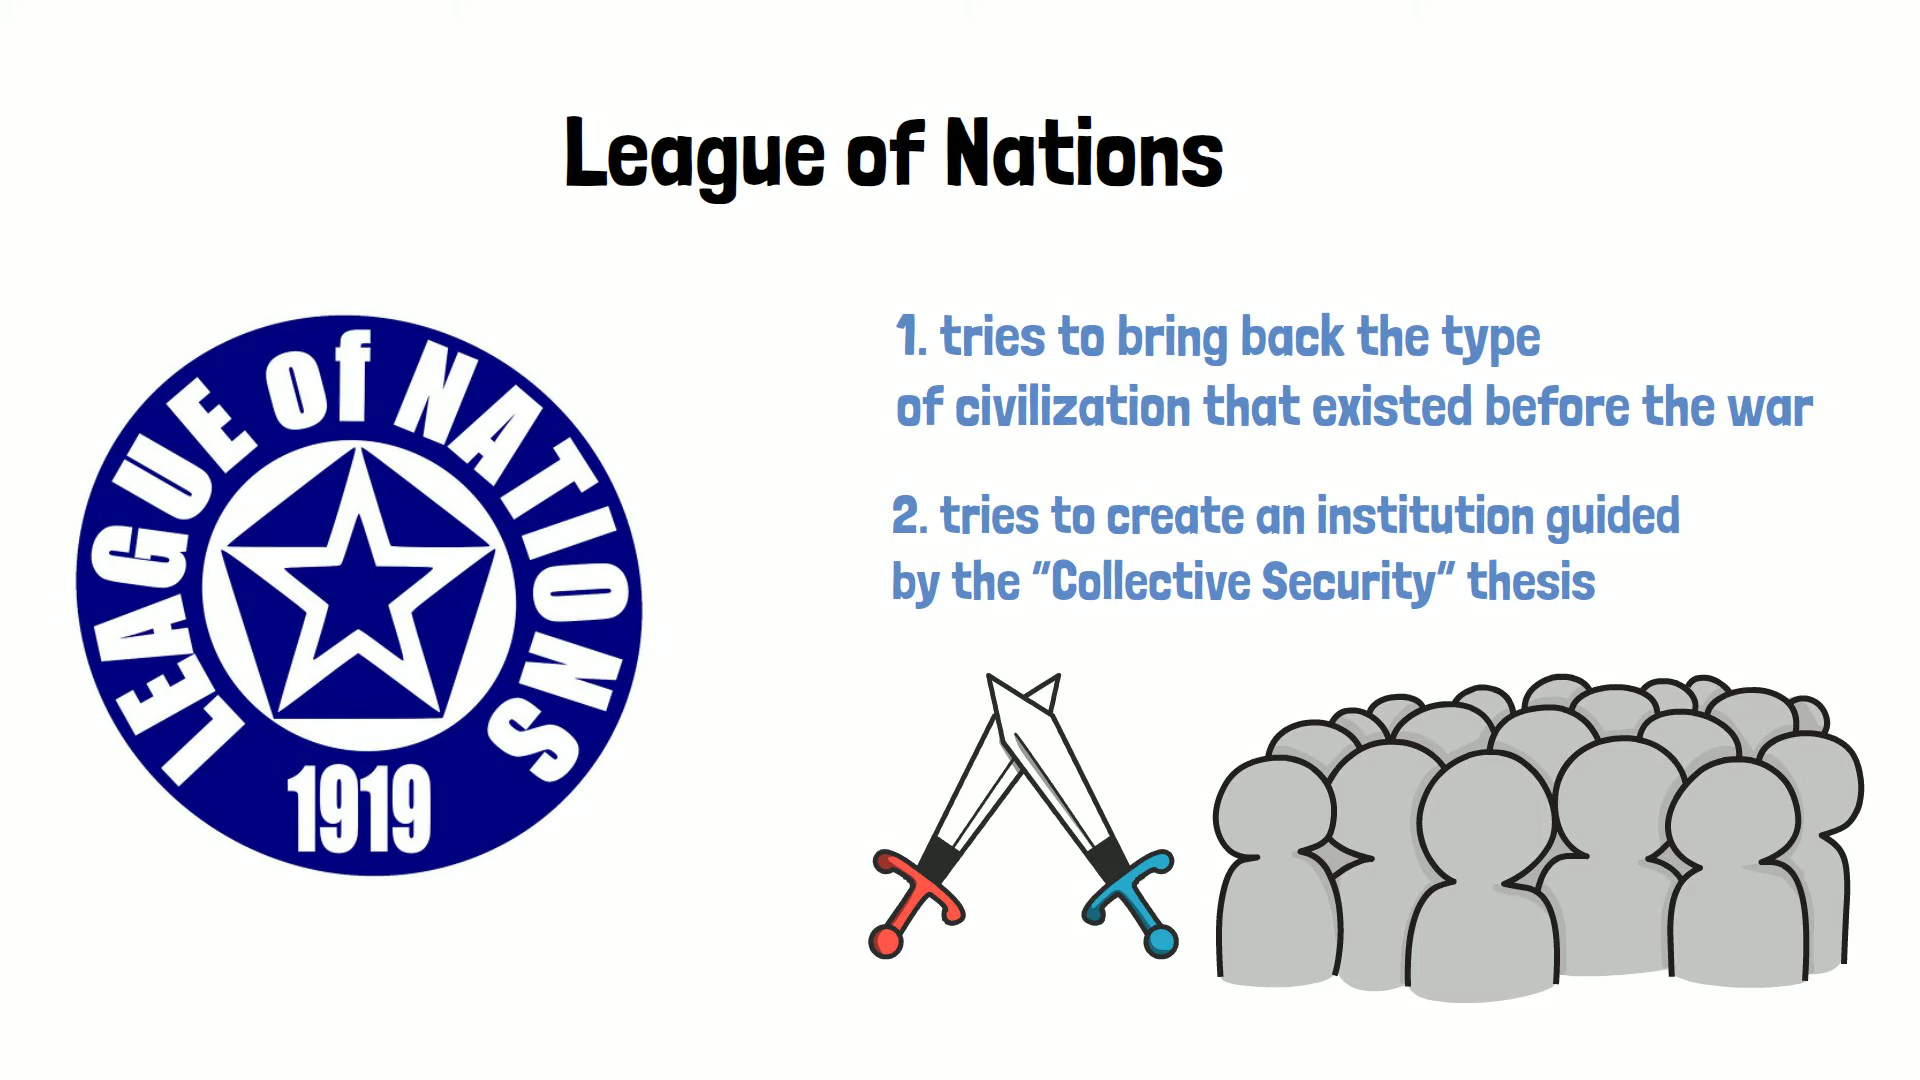 League of Nations
LEAGUE of NATIONS
1919
1. tries to bring back the type
of civilization that existed before the war
2. tries to create an institution guided
by the "Collective Security" thesis